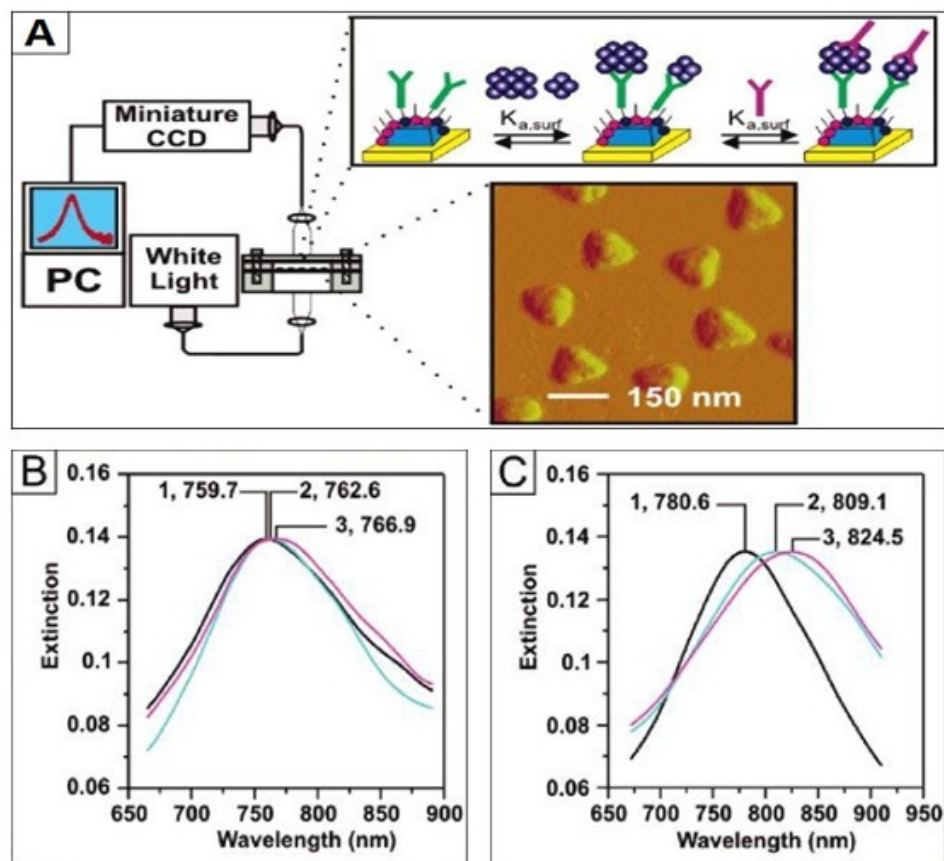 A
Miniature
CCD
PC
White
Light
Ka,surf
Ka,surf
150 nm
B
1, 759.7
2, 762.6
3, 766.9
Extinction
0.16
0.14
0.12
0.1
0.08
0.06
650 700 750 800 850 900
Wavelength (nm)
C
1, 780.6
2, 809.1
3, 824.5
Extinction
0.16
0.14
0.12
0.1
0.08
0.06
650 700 750 800 850 900 950
Wavelength (nm)